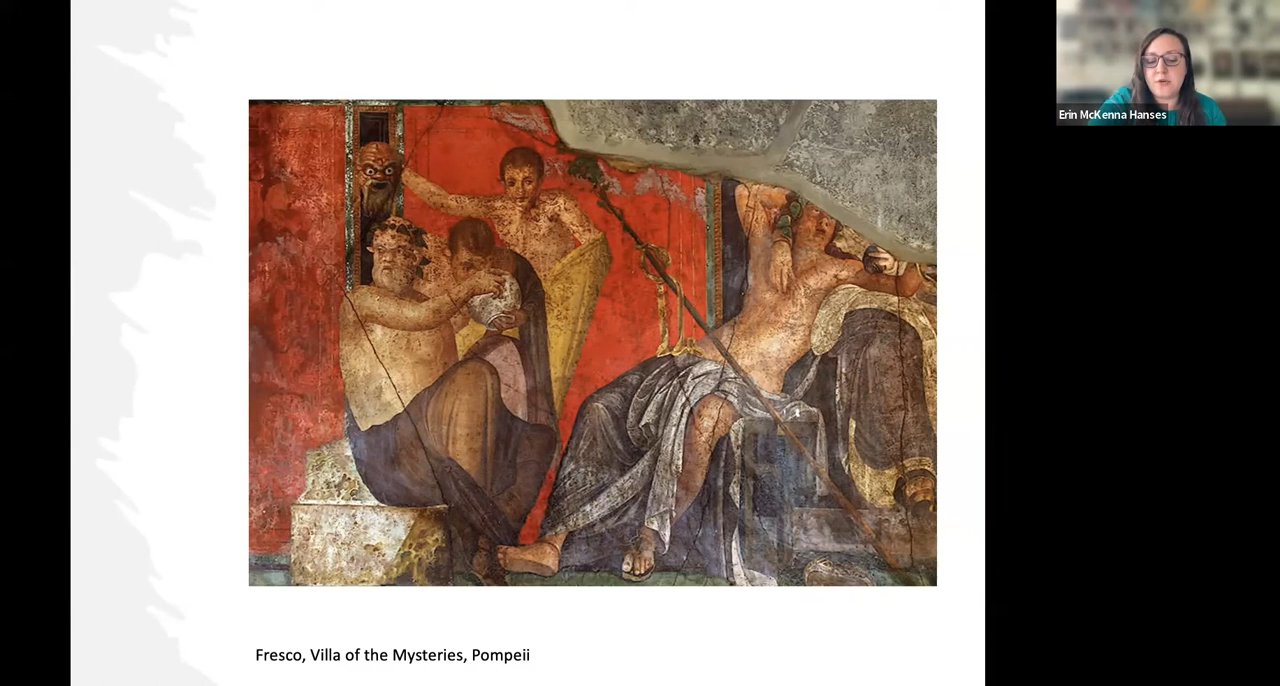 Erin McKenna Hanses
Fresco, Villa of the Mysteries, Pompeii